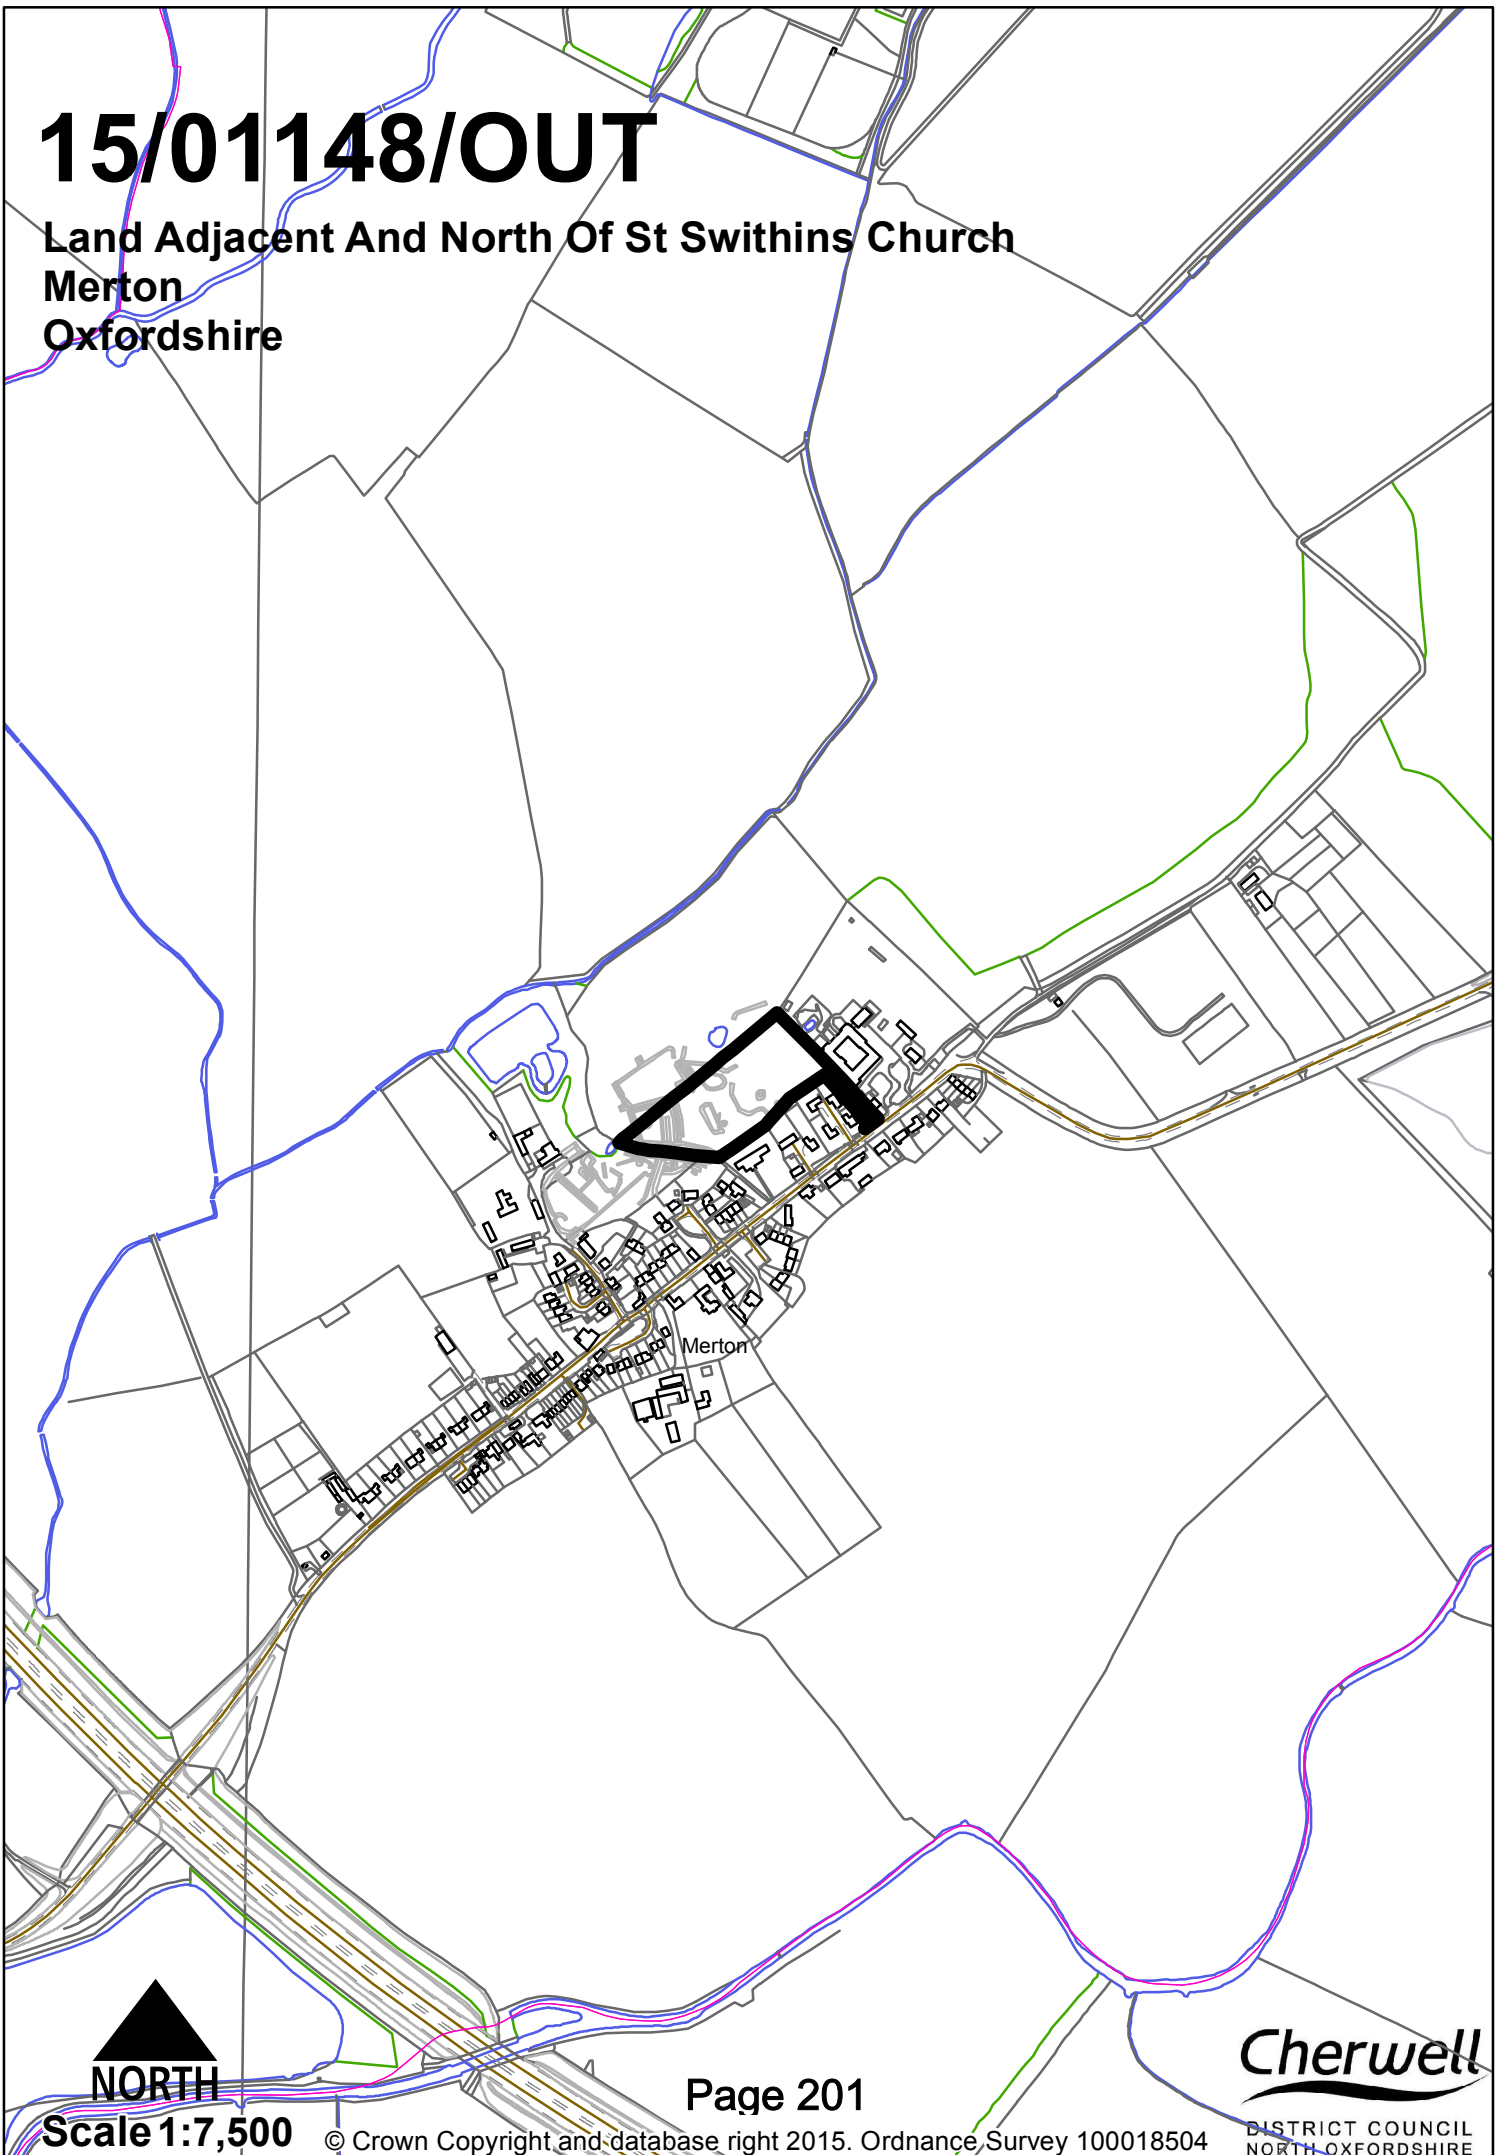 15/01148/OUT
Land Adjacent And North Of St Swithins Church
Merton
Oxfordshire
Merton
NORTH
Scale 1:7,500
© Crown Copyright and database right 2015. Ordnance Survey 100018504
Page 201
Cherwell
DISTRICT COUNCIL
NORTH OXFORDSHIRE